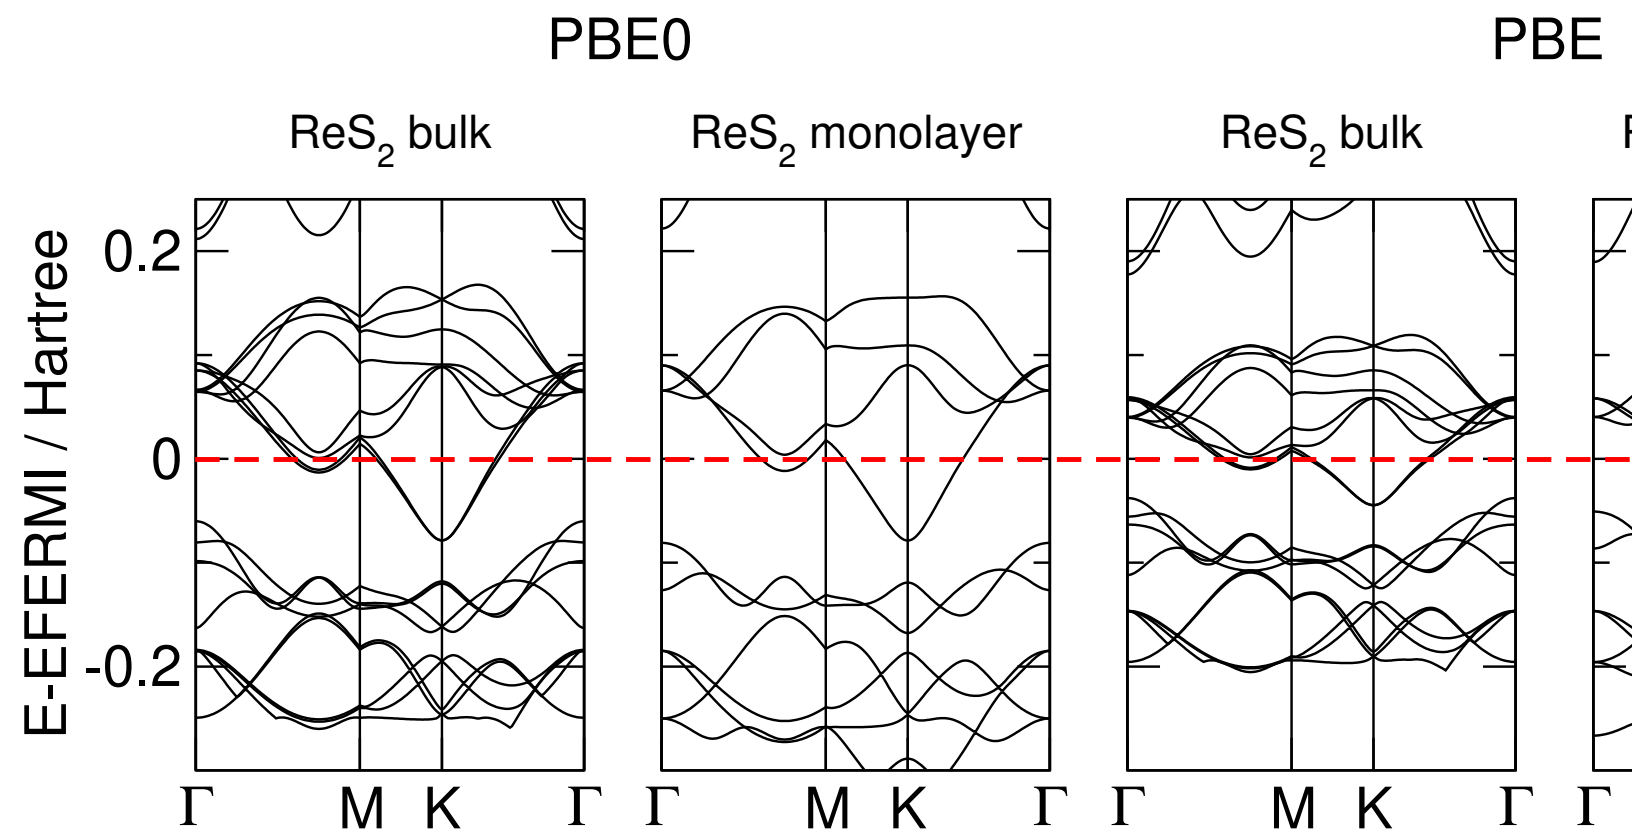 PBE0 PBE
ReS2 bulk ReS2 monolayer ReS2 bulk
E-EFERMI / Hartree
0.2
0
-0.2
Γ M K Γ Γ M K Γ Γ M K Γ Γ